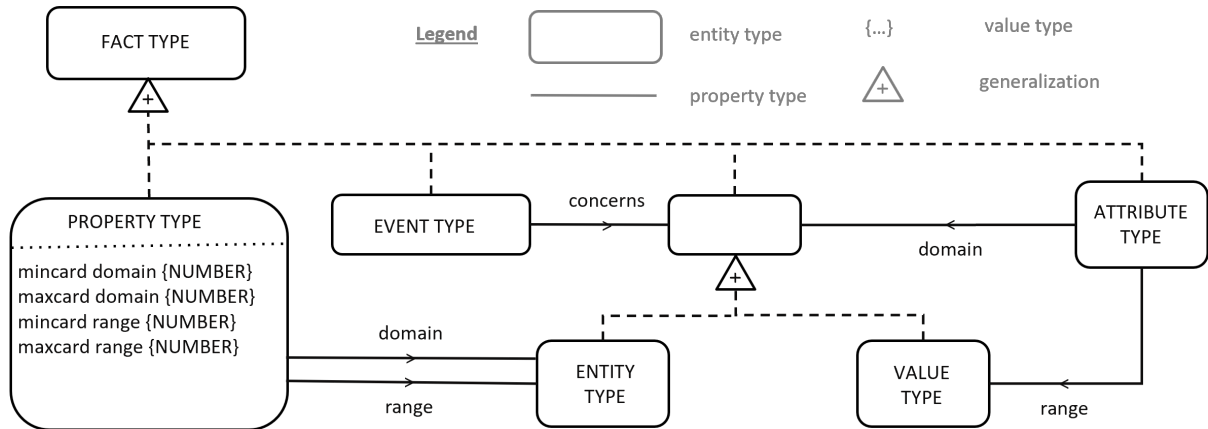 FACT TYPE
+
Legend
entity type
{...}
value type
property type
+
generalization
PROPERTY TYPE
mincard domain {NUMBER}
maxcard domain {NUMBER}
mincard range {NUMBER}
maxcard range {NUMBER}
EVENT TYPE
concerns
domain
ATTRIBUTE
TYPE
+
domain
range
ENTITY
TYPE
VALUE
TYPE
range